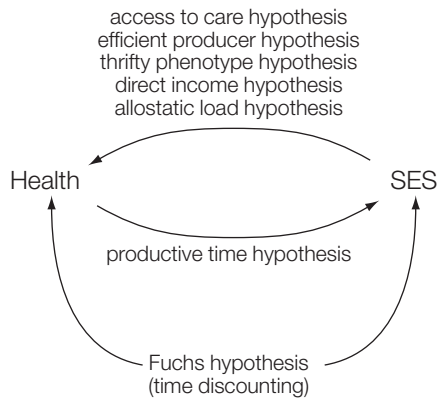 access to care hypothesis
efficient producer hypothesis
thrifty phenotype hypothesis
direct income hypothesis
allostatic load hypothesis
Health
SES
productive time hypothesis
Fuchs hypothesis
(time discounting)